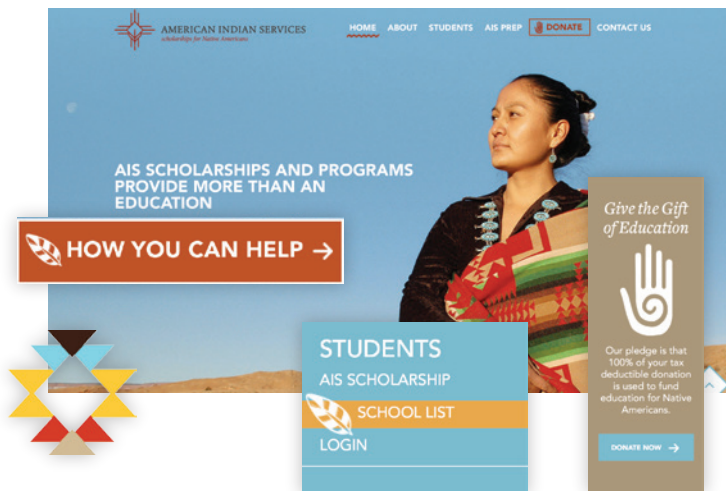 AMERICAN INDIAN SERVICES
scholarships for Native Americans
HOME ABOUT STUDENTS AIS PREP DONATE CONTACT US
AIS SCHOLARSHIPS AND PROGRAMS
PROVIDE MORE THAN AN
EDUCATION
HOW YOU CAN HELP →
Give the Gift
of Education
Our pledge is that
100% of your tax
deductible donation
is used to fund
education for Native
Americans.
DONATE NOW →
STUDENTS
AIS SCHOLARSHIP
SCHOOL LIST
LOGIN